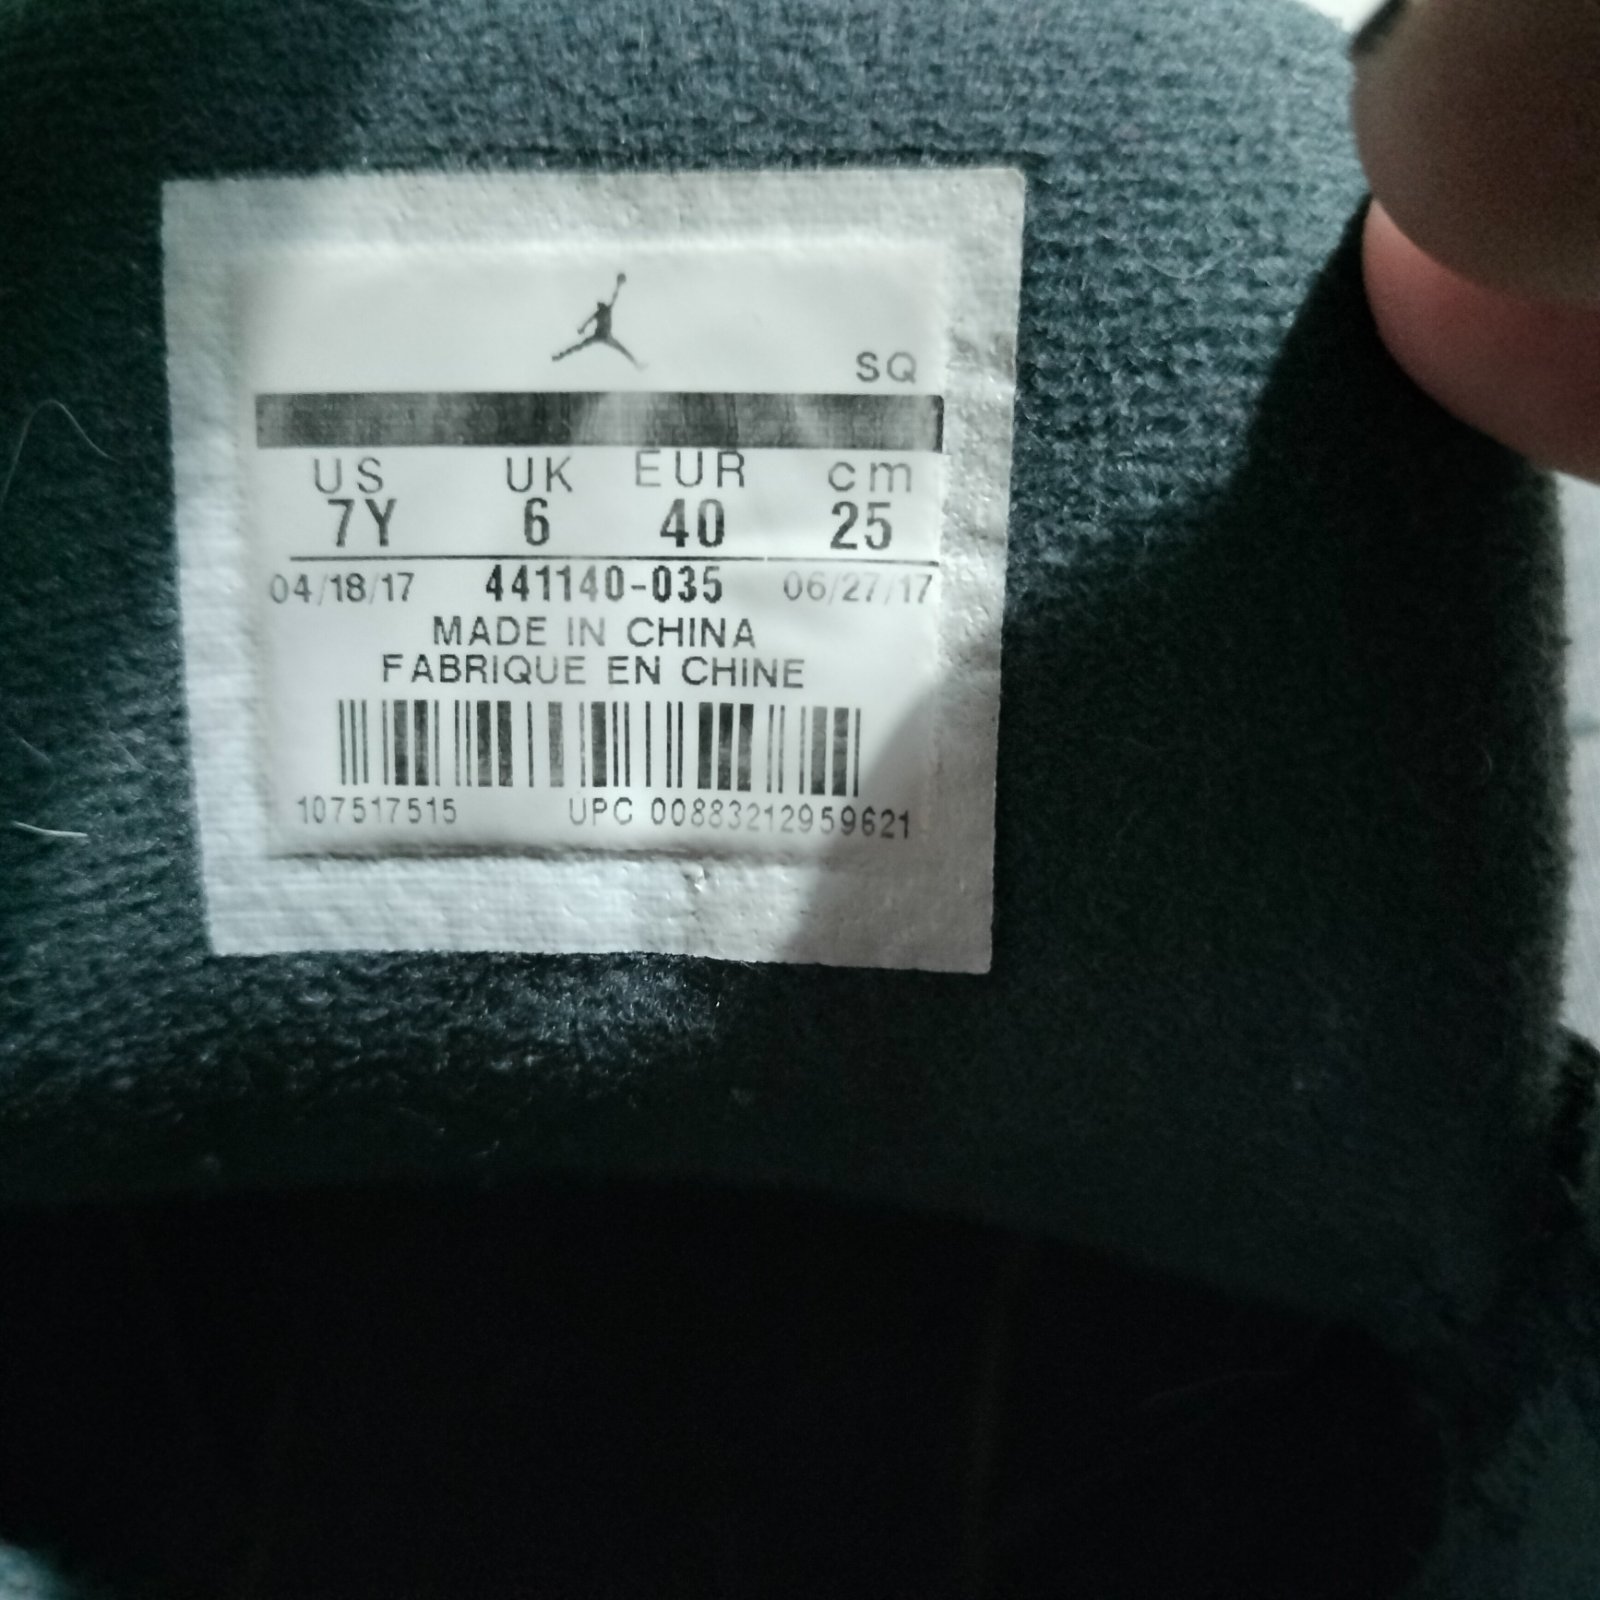 SQ
US UK EUR cm
7Y 6 40 25
04/18/17 441140-035 06/27/17
MADE IN CHINA
FABRIQUE EN CHINE
107517515 UPC 00883212959621